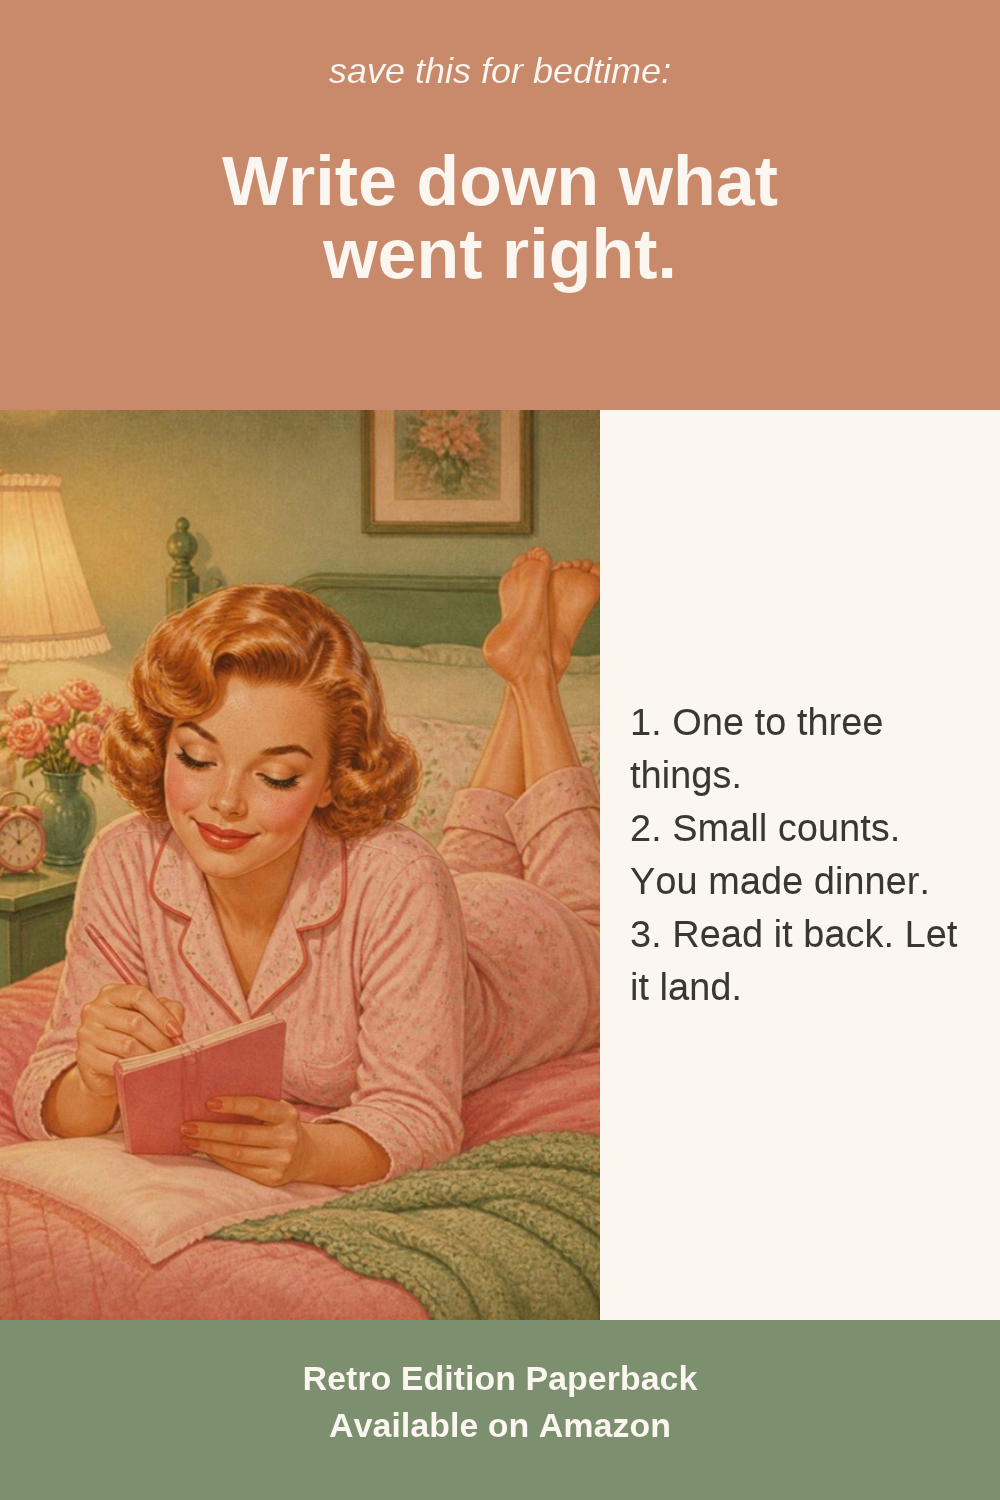 save this for bedtime:
Write down what
went right.
1. One to three
things.
2. Small counts.
You made dinner.
3. Read it back. Let
it land.
Retro Edition Paperback
Available on Amazon